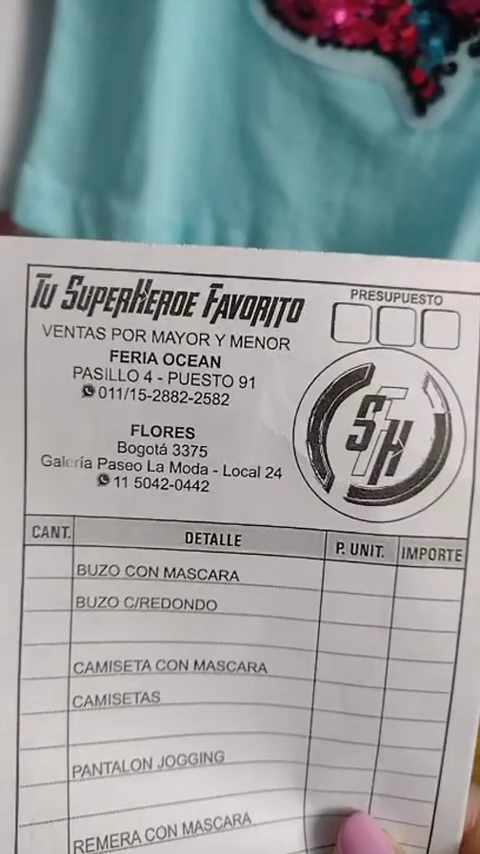 TU SUPERHEROE FAVORITO
PRESUPUESTO
VENTAS POR MAYOR Y MENOR
FERIA OCEAN
PASILLO 4 - PUESTO 91
011/15-2882-2582
FLORES
Bogotá 3375
Galería Paseo La Moda - Local 24
11 5042-0442
STH
CANT. DETALLE P. UNIT. IMPORTE
BUZO CON MASCARA
BUZO C/REDONDO
CAMISETA CON MASCARA
CAMISETAS
PANTALON JOGGING
REMERA CON MASCARA